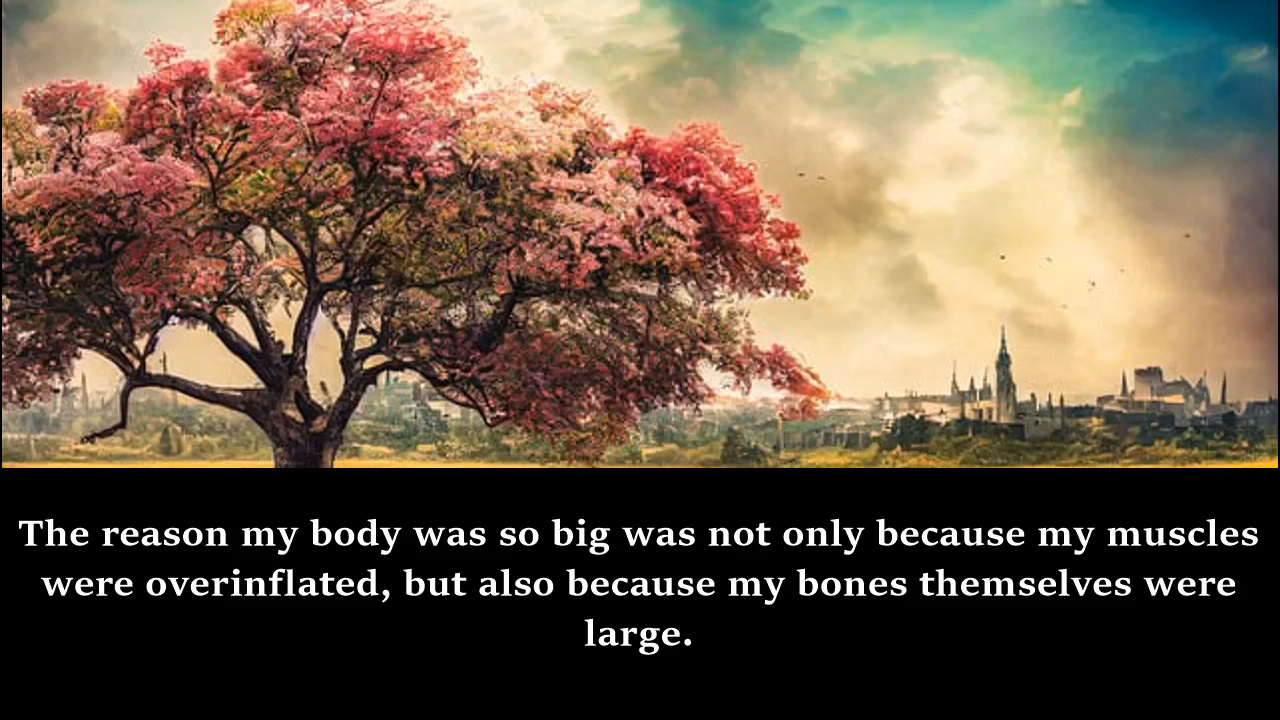 The reason my body was so big was not only because my muscles
were overinflated, but also because my bones themselves were
large.